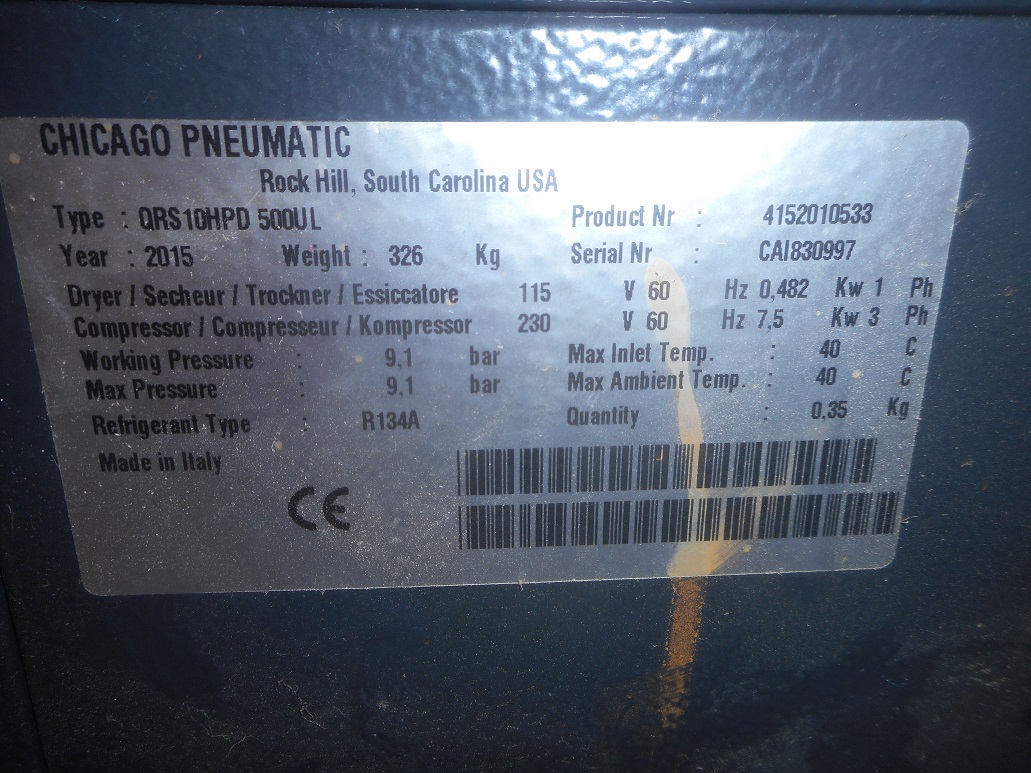 CHICAGO PNEUMATIC
Rock Hill, South Carolina USA
Type : QRS10HPD 500UL Product Nr : 4152010533
Year : 2015 Weight : 326 Kg Serial Nr : CAI830997
Dryer / Secheur / Trockner / Essiccatore 115 V 60 Hz 0,482 Kw 1 Ph
Compressor / Compresseur / Kompressor 230 V 60 Hz 7,5 Kw 3 Ph
Working Pressure : 9,1 bar Max Inlet Temp. : 40 C
Max Pressure : 9,1 bar Max Ambient Temp. : 40 C
Refrigerant Type : R134A Quantity : 0,35 Kg
Made in Italy
CE